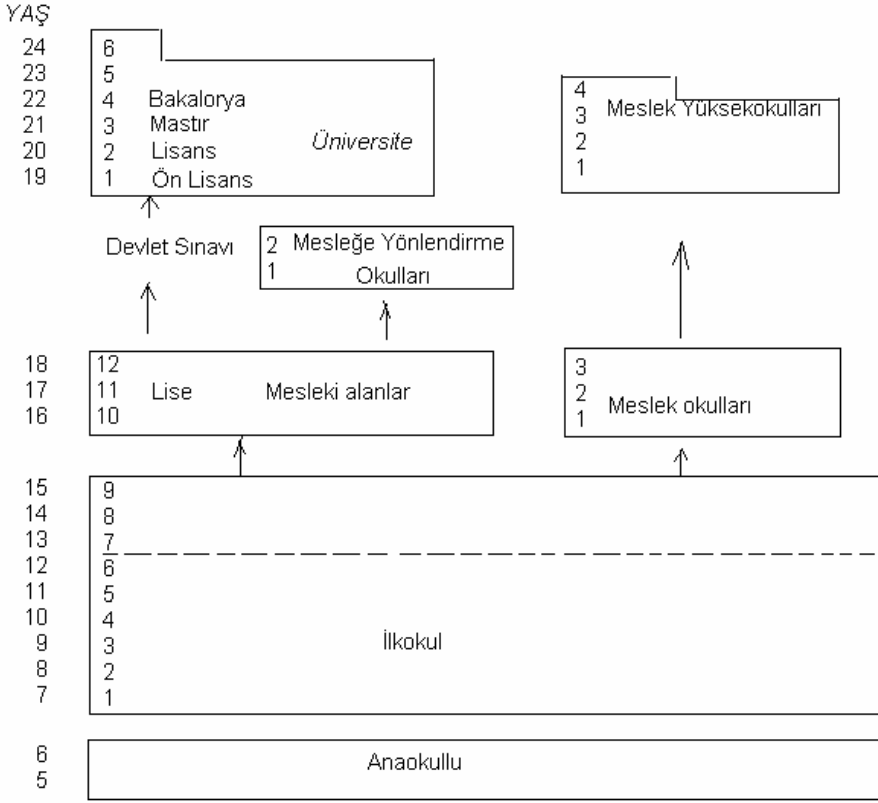 YAŞ
24 6
23 5
22 4 Bakalorya 4
21 3 Mastır Üniversite 3 Meslek Yüksekokulları
20 2 Lisans 2
19 1 Ön Lisans 1
Devlet Sınavı 2 Mesleğe Yönlendirme
1 Okulları
18 12 3
17 11 Lise Mesleki alanlar 2
16 10 1 Meslek okulları
15 9
14 8
13 7
12 6
11 5
10 4
9 3 İlkokul
8 2
7 1
6 Anaokullu
5